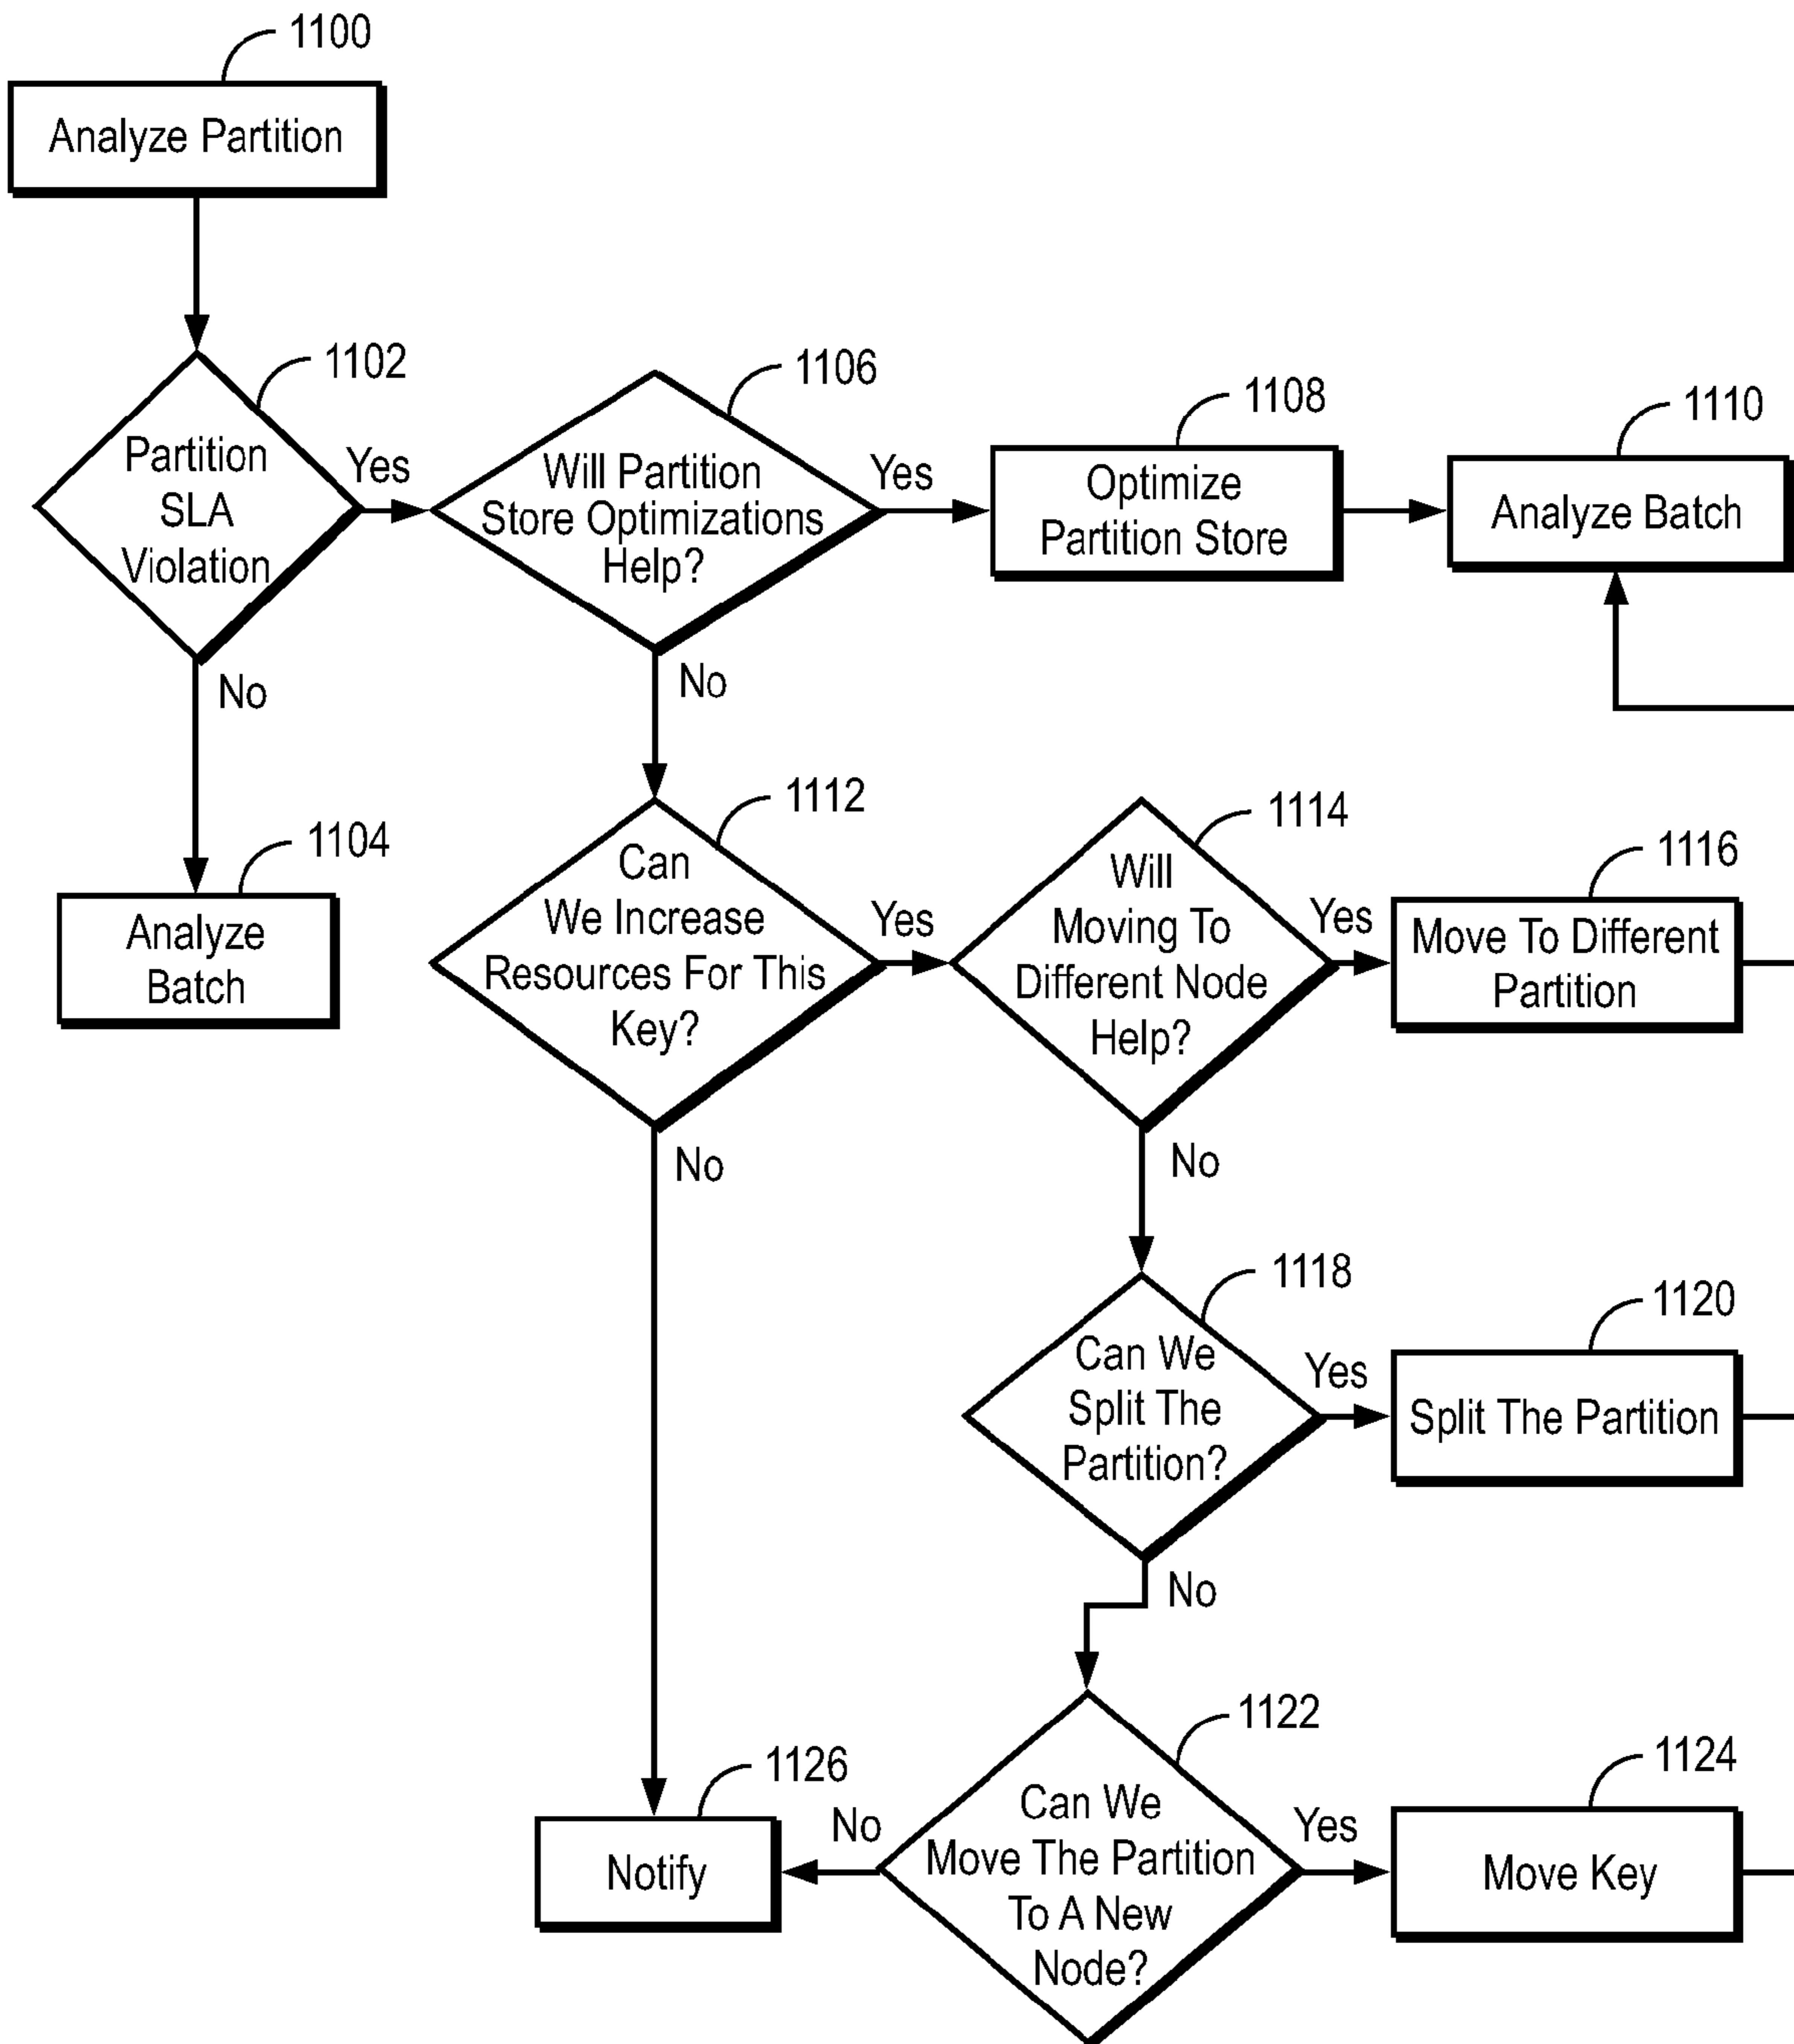 1100
Analyze Partition
1102
Partition
SLA
Violation
Yes
No
1104
Analyze
Batch
1106
Will Partition
Store Optimizations
Help?
Yes
No
1108
Optimize
Partition Store
1110
Analyze Batch
1112
Can
We Increase
Resources For This
Key?
Yes
No
1114
Will
Moving To
Different Node
Help?
Yes
No
1116
Move To Different
Partition
1118
Can We
Split The
Partition?
Yes
No
1120
Split The Partition
1122
Can We
Move The Partition
To A New
Node?
No
Yes
1124
Move Key
1126
Notify